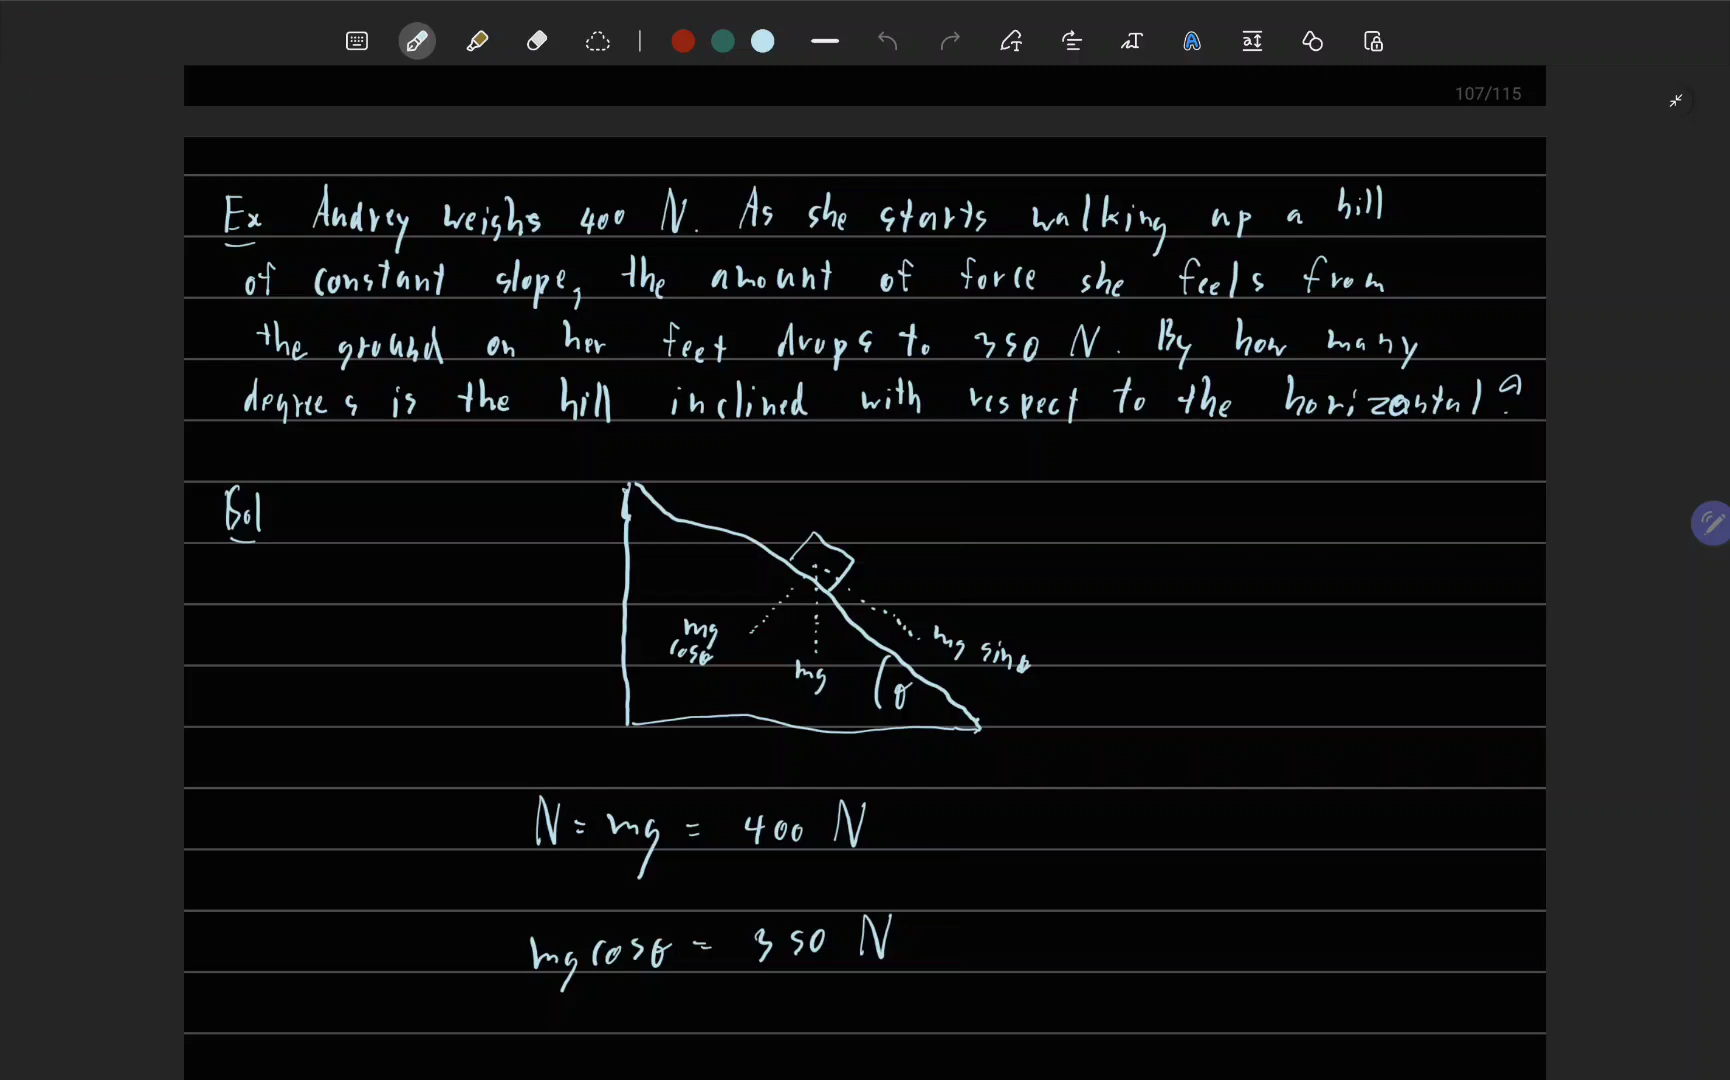 107/115
Ex Audrey weighs 400 N. As she starts walking up a hill
of constant slope, the amount of force she feels from
the ground on her feet drops to 350 N. By how many
degrees is the hill inclined with respect to the horizontal?
Sol
mg cosθ
mg
mg sinθ
θ
N = mg = 400 N
mg cosθ = 350 N